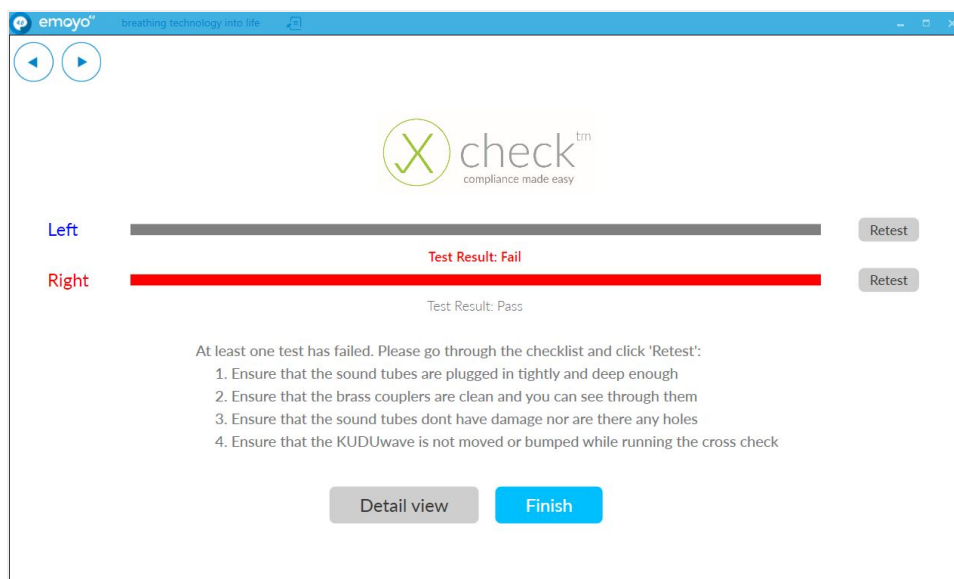 emoyo breathing technology into life
check tm
compliance made easy
Left Retest
Test Result: Fail
Right Retest
Test Result: Pass
At least one test has failed. Please go through the checklist and click 'Retest':
1. Ensure that the sound tubes are plugged in tightly and deep enough
2. Ensure that the brass couplers are clean and you can see through them
3. Ensure that the sound tubes dont have damage nor are there any holes
4. Ensure that the KUDUwave is not moved or bumped while running the cross check
Detail view Finish